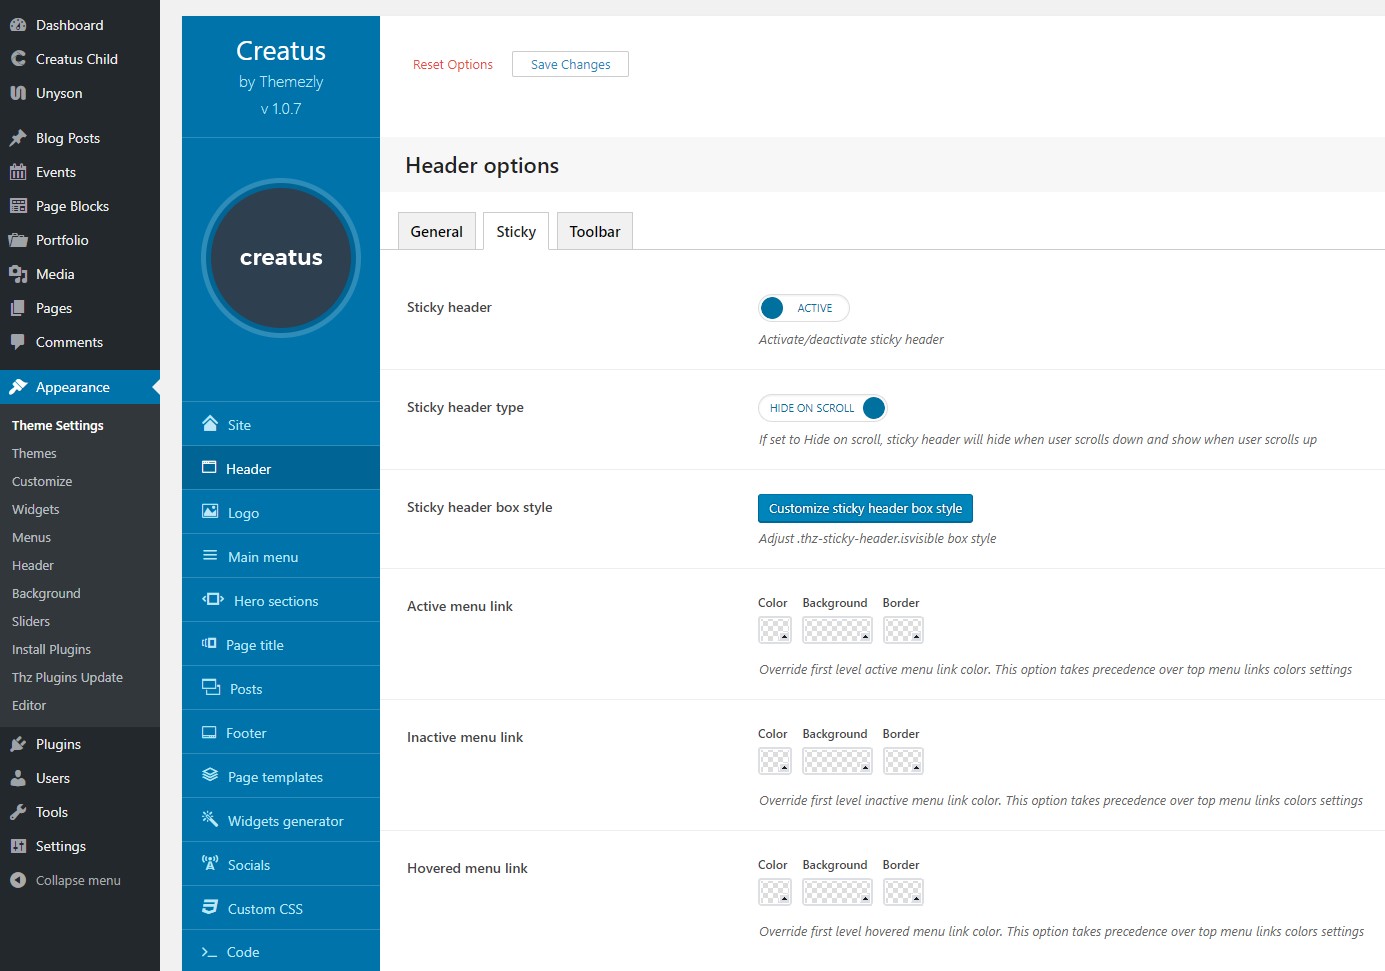 Dashboard
Creatus Child
Unyson
Blog Posts
Events
Page Blocks
Portfolio
Media
Pages
Comments
Appearance
Theme Settings
Themes
Customize
Widgets
Menus
Header
Background
Sliders
Install Plugins
Thz Plugins Update
Editor
Plugins
Users
Tools
Settings
Collapse menu
Creatus
by Themezly
v 1.0.7
creatus
Site
Header
Logo
Main menu
Hero sections
Page title
Posts
Footer
Page templates
Widgets generator
Socials
Custom CSS
Code
Reset Options Save Changes
Header options
General Sticky Toolbar
Sticky header ACTIVE
Activate/deactivate sticky header
Sticky header type HIDE ON SCROLL
If set to Hide on scroll, sticky header will hide when user scrolls down and show when user scrolls up
Sticky header box style Customize sticky header box style
Adjust .thz-sticky-header.isvisible box style
Active menu link Color Background Border
Override first level active menu link color. This option takes precedence over top menu links colors settings
Inactive menu link Color Background Border
Override first level inactive menu link color. This option takes precedence over top menu links colors settings
Hovered menu link Color Background Border
Override first level hovered menu link color. This option takes precedence over top menu links colors settings